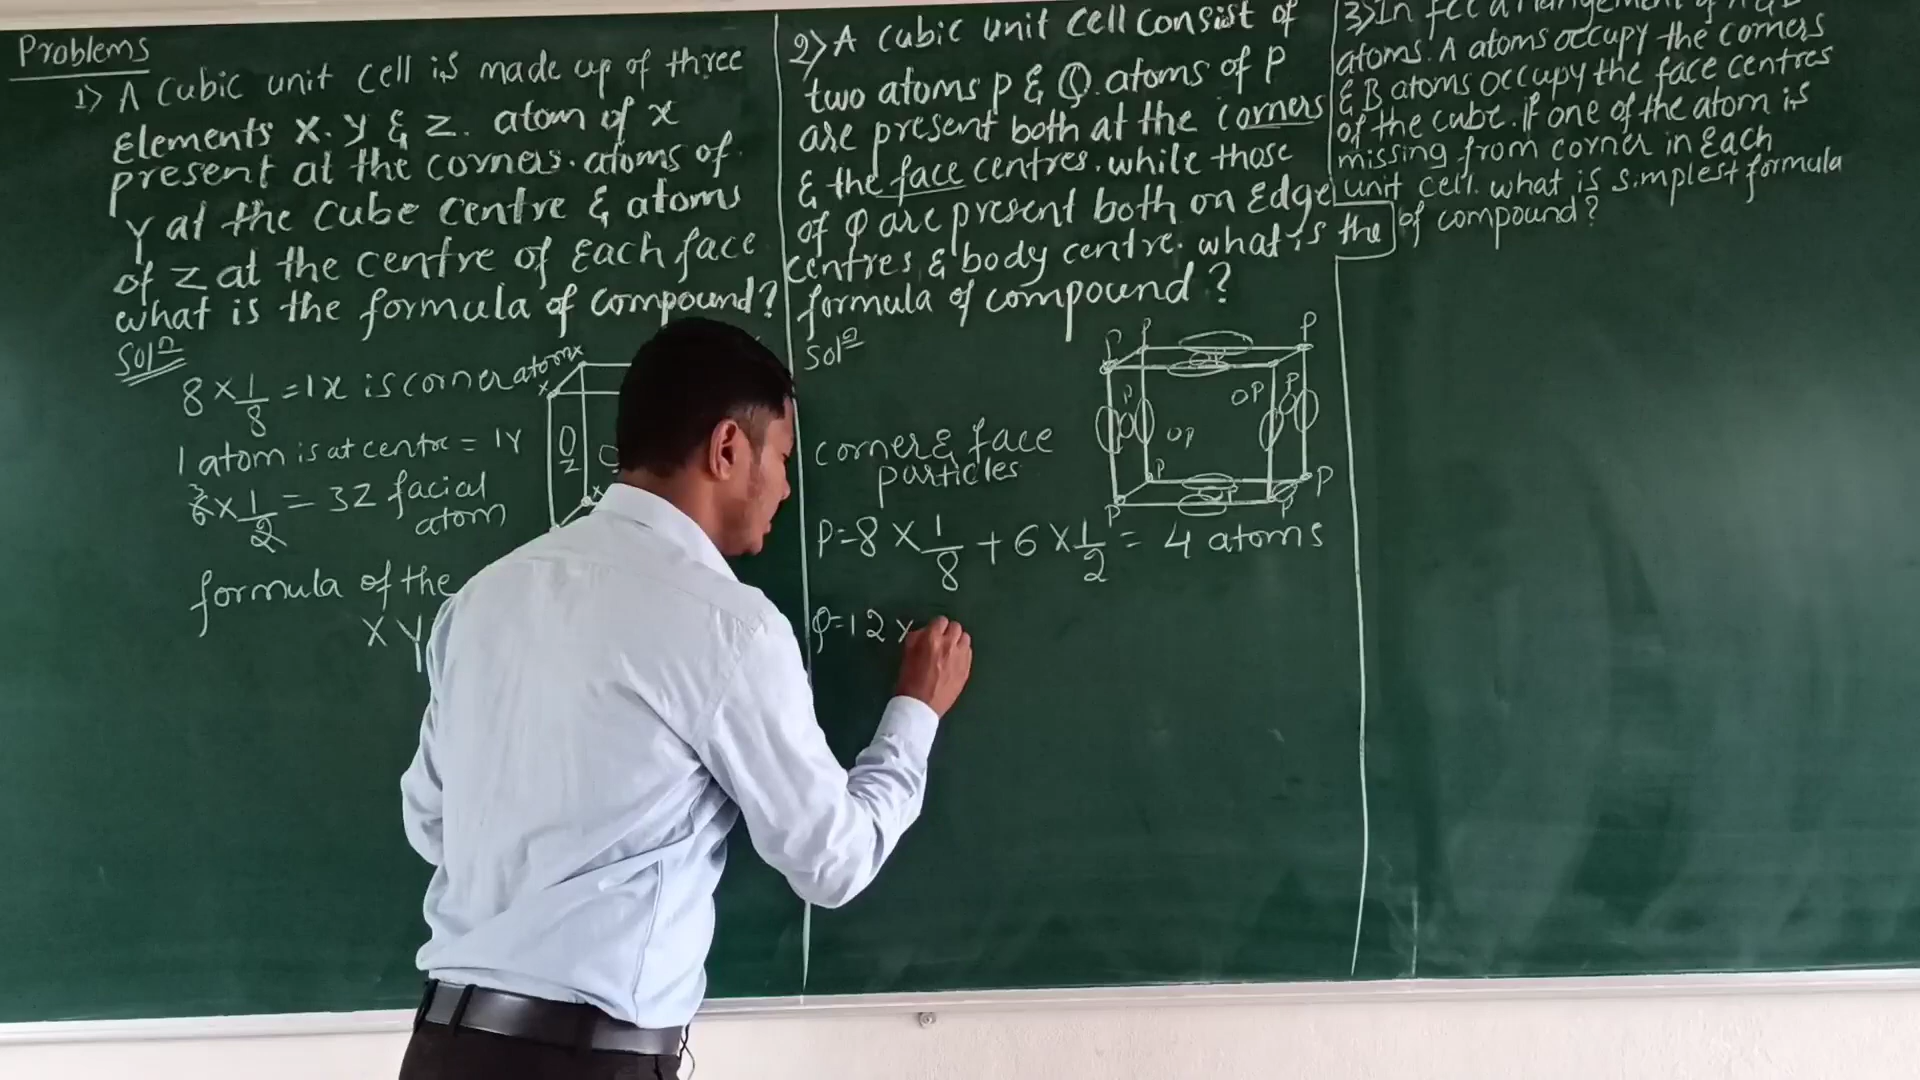 Problems
1> A cubic unit cell is made up of three
elements X. Y & Z. atom of x
present at the corners. atoms of
Y at the cube centre & atoms
of Z at the centre of each face
what is the formula of compound?
Solⁿ
8 × 1/8 = 1x is corner atom
1 atom is at centre = 1Y
6 × 1/2 = 3Z facial
atom
formula of the
X Y
2> A cubic unit cell consist of
two atoms P & Q. atoms of P
are present both at the corners
& the face centres. while those
of Q are present both on edge
centres & body centre. what is the
formula of compound?
Solⁿ
corner & face
particles
P=8 × 1/8 + 6 × 1/2 = 4 atoms
Q=12 ×
3> In fcc arrangement of
atoms. A atoms occupy the corners
& B atoms occupy the face centres
of the cube. If one of the atom is
missing from corner in each
unit cell. what is simplest formula
of compound?